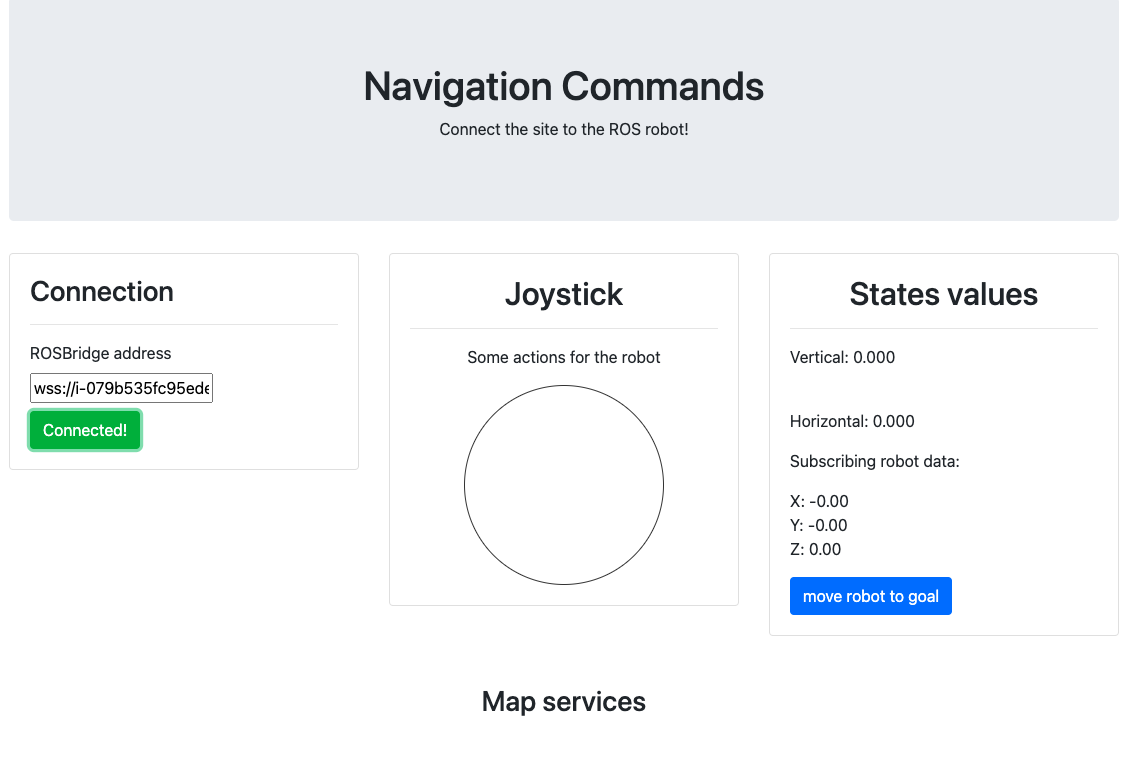 Navigation Commands
Connect the site to the ROS robot!
Connection
ROSBridge address
wss://i-079b535fc95ede
Connected!
Joystick
Some actions for the robot
States values
Vertical: 0.000
Horizontal: 0.000
Subscribing robot data:
X: -0.00
Y: -0.00
Z: 0.00
move robot to goal
Map services